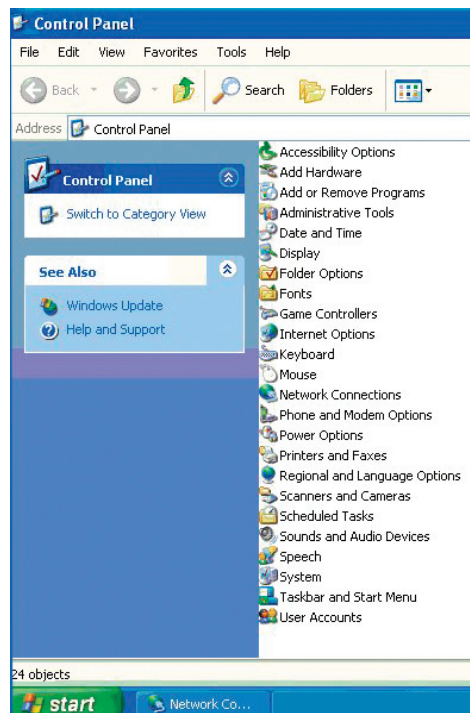 Control Panel
File Edit View Favorites Tools Help
Back Search Folders
Address Control Panel
Control Panel
Switch to Category View
See Also
Windows Update
Help and Support
Accessibility Options
Add Hardware
Add or Remove Programs
Administrative Tools
Date and Time
Display
Folder Options
Fonts
Game Controllers
Internet Options
Keyboard
Mouse
Network Connections
Phone and Modem Options
Power Options
Printers and Faxes
Regional and Language Options
Scanners and Cameras
Scheduled Tasks
Sounds and Audio Devices
Speech
System
Taskbar and Start Menu
User Accounts
24 objects
start Network Co...